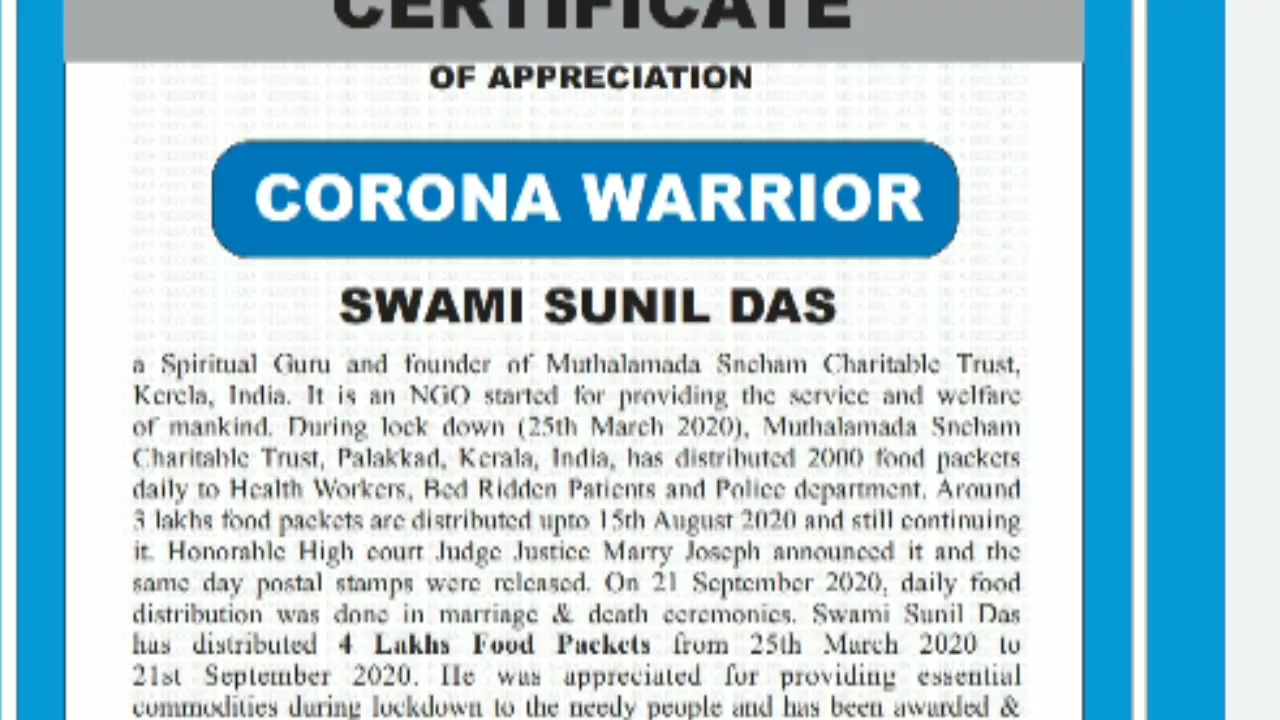 CERTIFICATE
OF APPRECIATION
CORONA WARRIOR
SWAMI SUNIL DAS
a Spiritual Guru and founder of Muthalamada Sneham Charitable Trust,
Kerela, India. It is an NGO started for providing the service and welfare
of mankind. During lock down (25th March 2020), Muthalamada Sneham
Charitable Trust, Palakkad, Kerala, India, has distributed 2000 food packets
daily to Health Workers, Bed Ridden Patients and Police department. Around
3 lakhs food packets are distributed upto 15th August 2020 and still continuing
it. Honorable High court Judge Justice Marry Joseph announced it and the
same day postal stamps were released. On 21 September 2020, daily food
distribution was done in marriage & death ceremonies. Swami Sunil Das
has distributed 4 Lakhs Food Packets from 25th March 2020 to
21st September 2020. He was appreciated for providing essential
commodities during lockdown to the needy people and has been awarded &